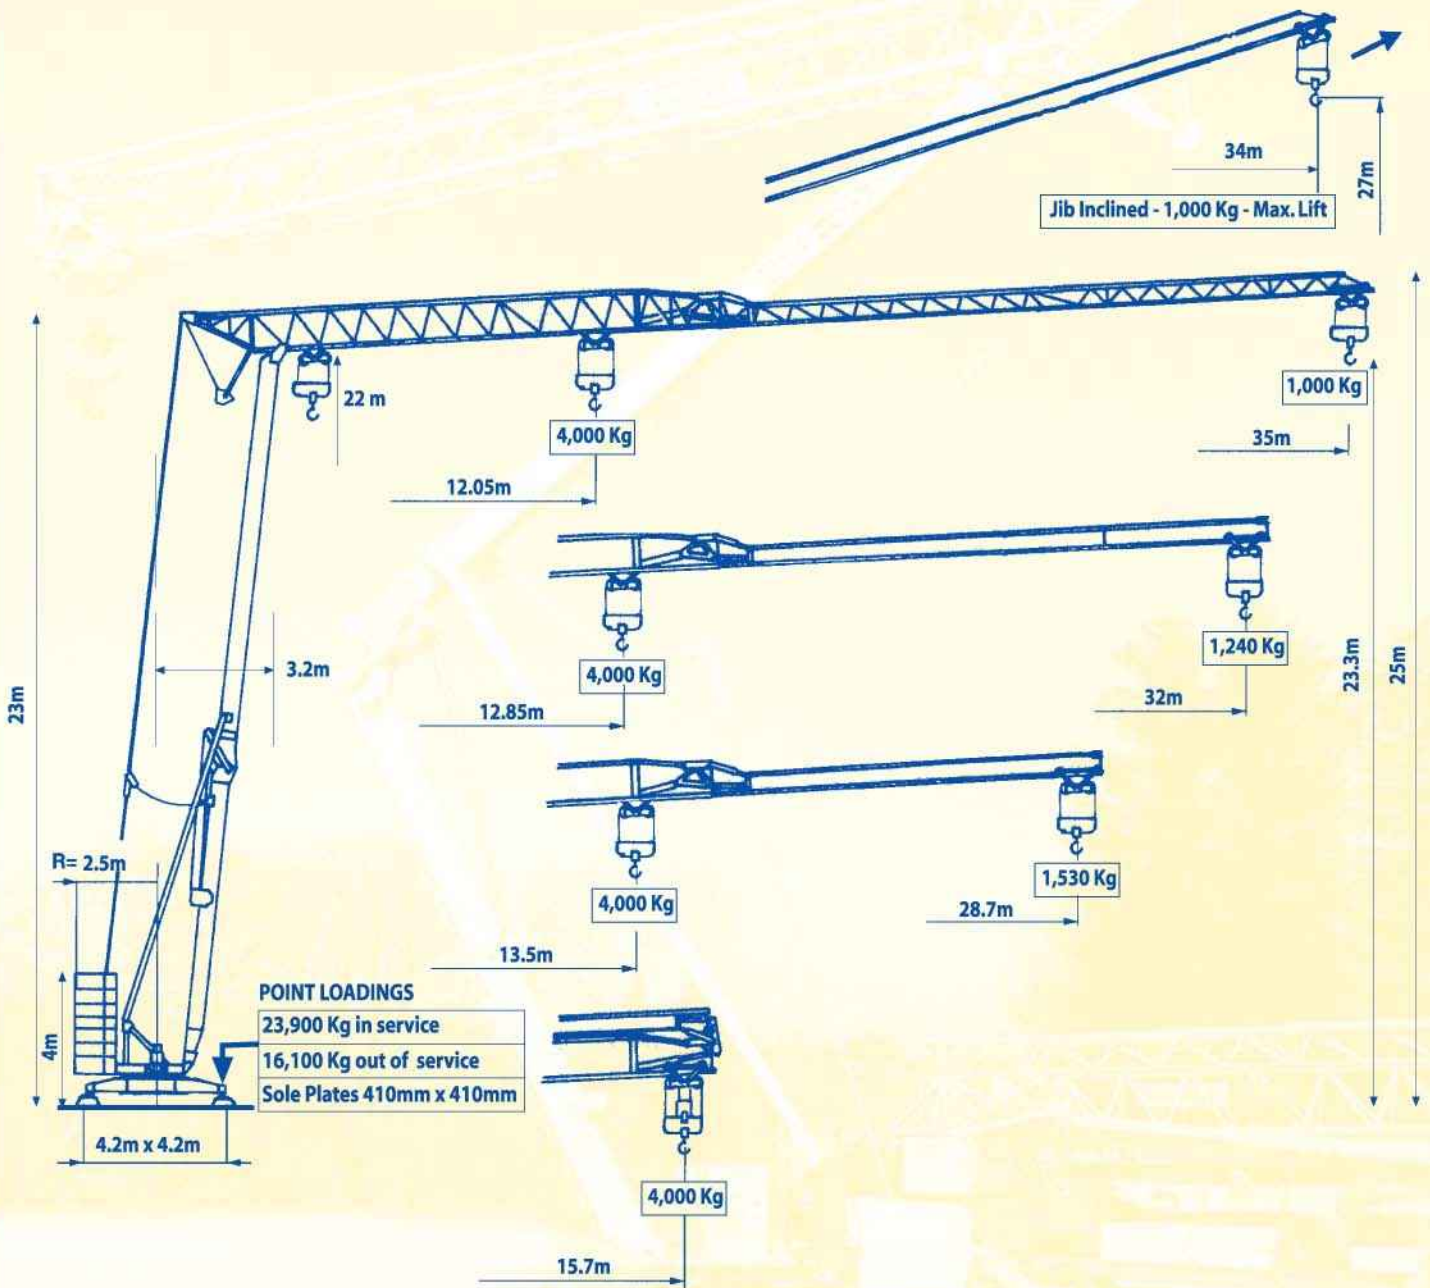 34m
27m
Jib Inclined - 1,000 Kg - Max. Lift
22 m
1,000 Kg
4,000 Kg
35m
12.05m
3.2m
4,000 Kg
1,240 Kg
12.85m
32m
23m
23.3m
25m
R= 2.5m
4,000 Kg
1,530 Kg
28.7m
13.5m
4m
POINT LOADINGS
23,900 Kg in service
16,100 Kg out of service
Sole Plates 410mm x 410mm
4.2m x 4.2m
4,000 Kg
15.7m